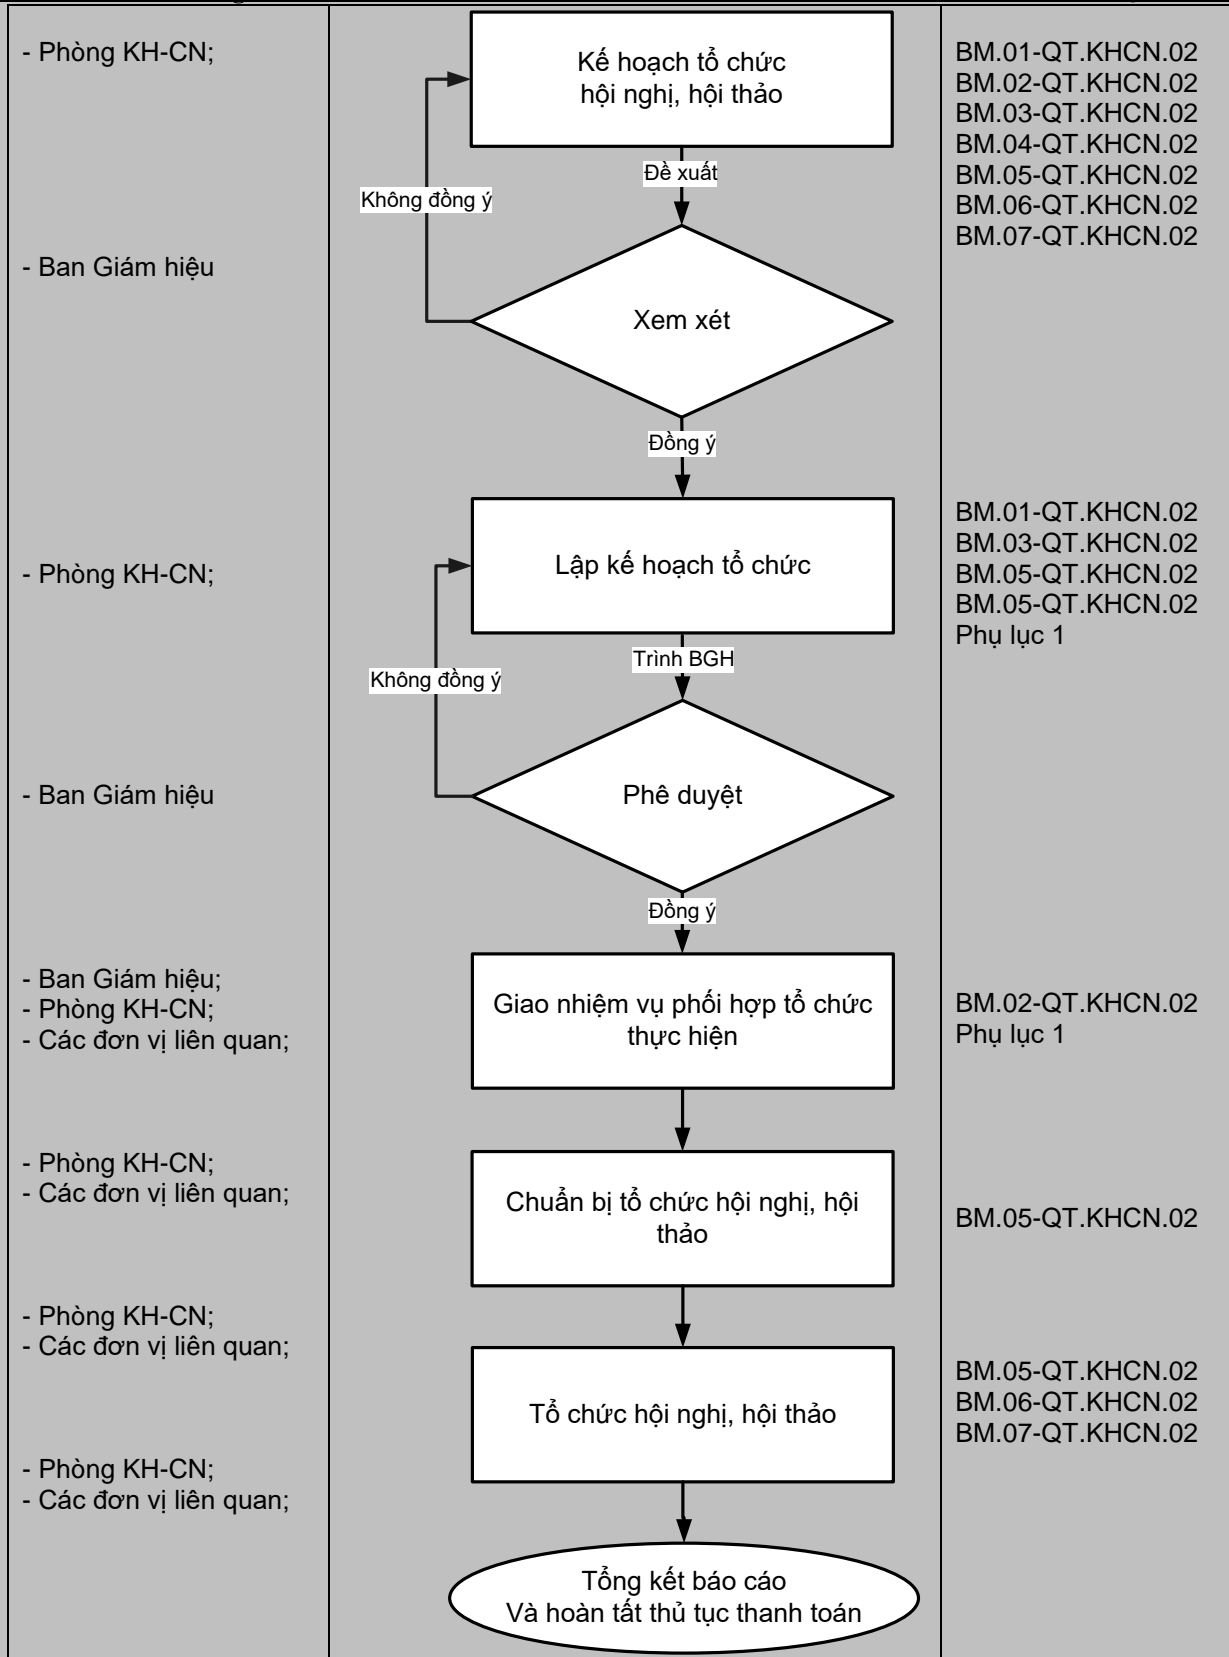 - Phòng KH-CN;
Kế hoạch tổ chức
hội nghị, hội thảo
BM.01-QT.KHCN.02
BM.02-QT.KHCN.02
BM.03-QT.KHCN.02
BM.04-QT.KHCN.02
BM.05-QT.KHCN.02
BM.06-QT.KHCN.02
BM.07-QT.KHCN.02
Đề xuất
Không đồng ý
- Ban Giám hiệu
Xem xét
Đồng ý
- Phòng KH-CN;
Lập kế hoạch tổ chức
BM.01-QT.KHCN.02
BM.03-QT.KHCN.02
BM.05-QT.KHCN.02
BM.05-QT.KHCN.02
Phụ lục 1
Trình BGH
Không đồng ý
- Ban Giám hiệu
Phê duyệt
Đồng ý
- Ban Giám hiệu;
- Phòng KH-CN;
- Các đơn vị liên quan;
Giao nhiệm vụ phối hợp tổ chức
thực hiện
BM.02-QT.KHCN.02
Phụ lục 1
- Phòng KH-CN;
- Các đơn vị liên quan;
Chuẩn bị tổ chức hội nghị, hội
thảo
BM.05-QT.KHCN.02
- Phòng KH-CN;
- Các đơn vị liên quan;
Tổ chức hội nghị, hội thảo
BM.05-QT.KHCN.02
BM.06-QT.KHCN.02
BM.07-QT.KHCN.02
- Phòng KH-CN;
- Các đơn vị liên quan;
Tổng kết báo cáo
Và hoàn tất thủ tục thanh toán